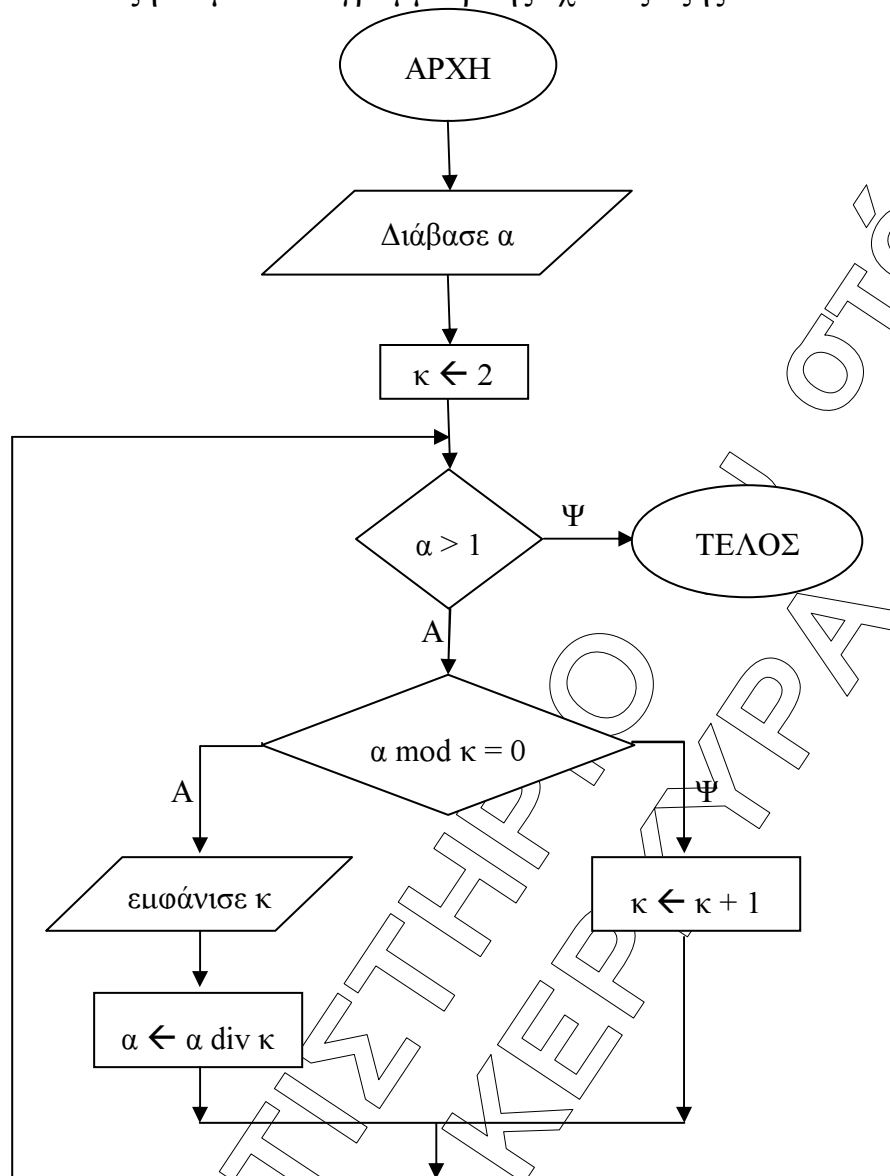 ΑΡΧΗ
Διάβασε α
κ ← 2
α > 1
Ψ
ΤΕΛΟΣ
Α
α mod κ = 0
Α
Ψ
εμφάνισε κ
κ ← κ + 1
α ← α div κ